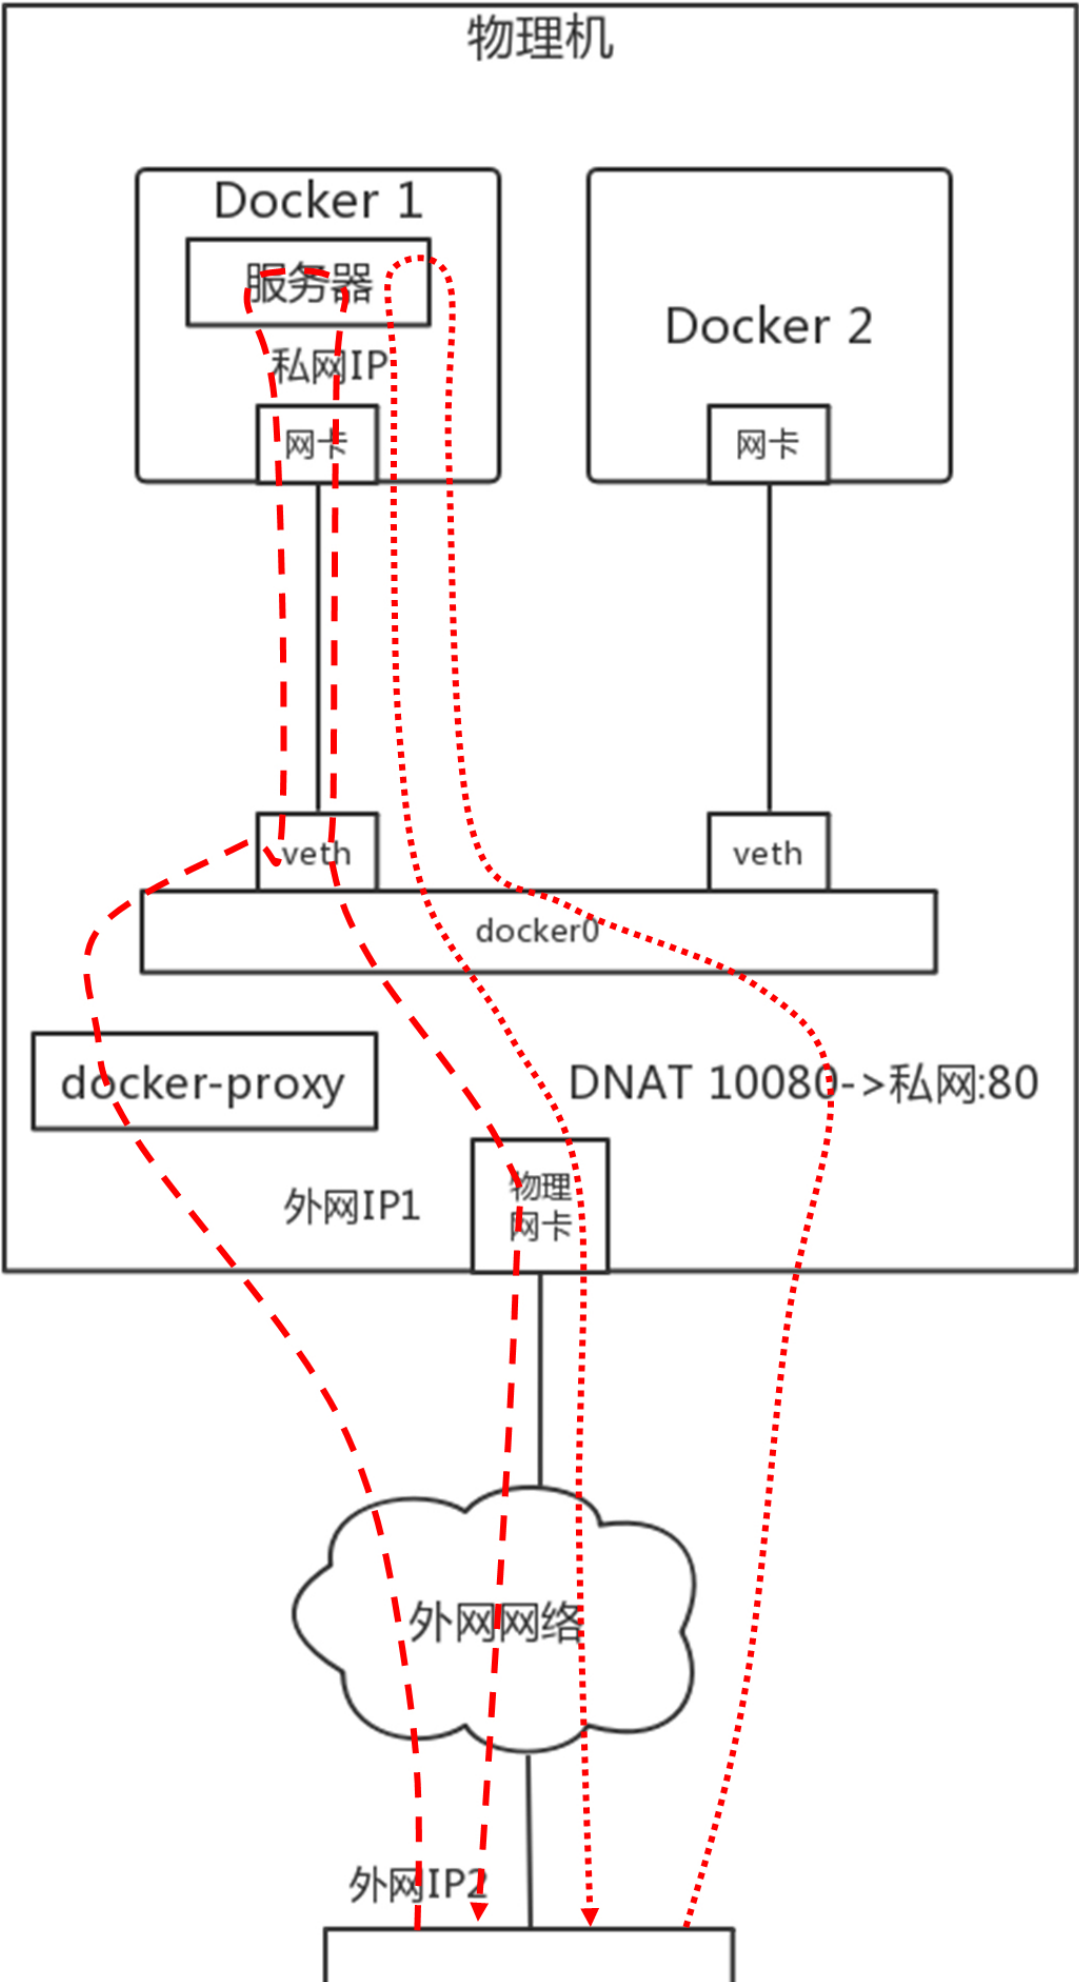 物理机
Docker 1
服务器
私网IP
网卡
Docker 2
网卡
veth
veth
docker0
docker-proxy
DNAT 10080->私网:80
外网IP1
物理
网卡
外网网络
外网IP2